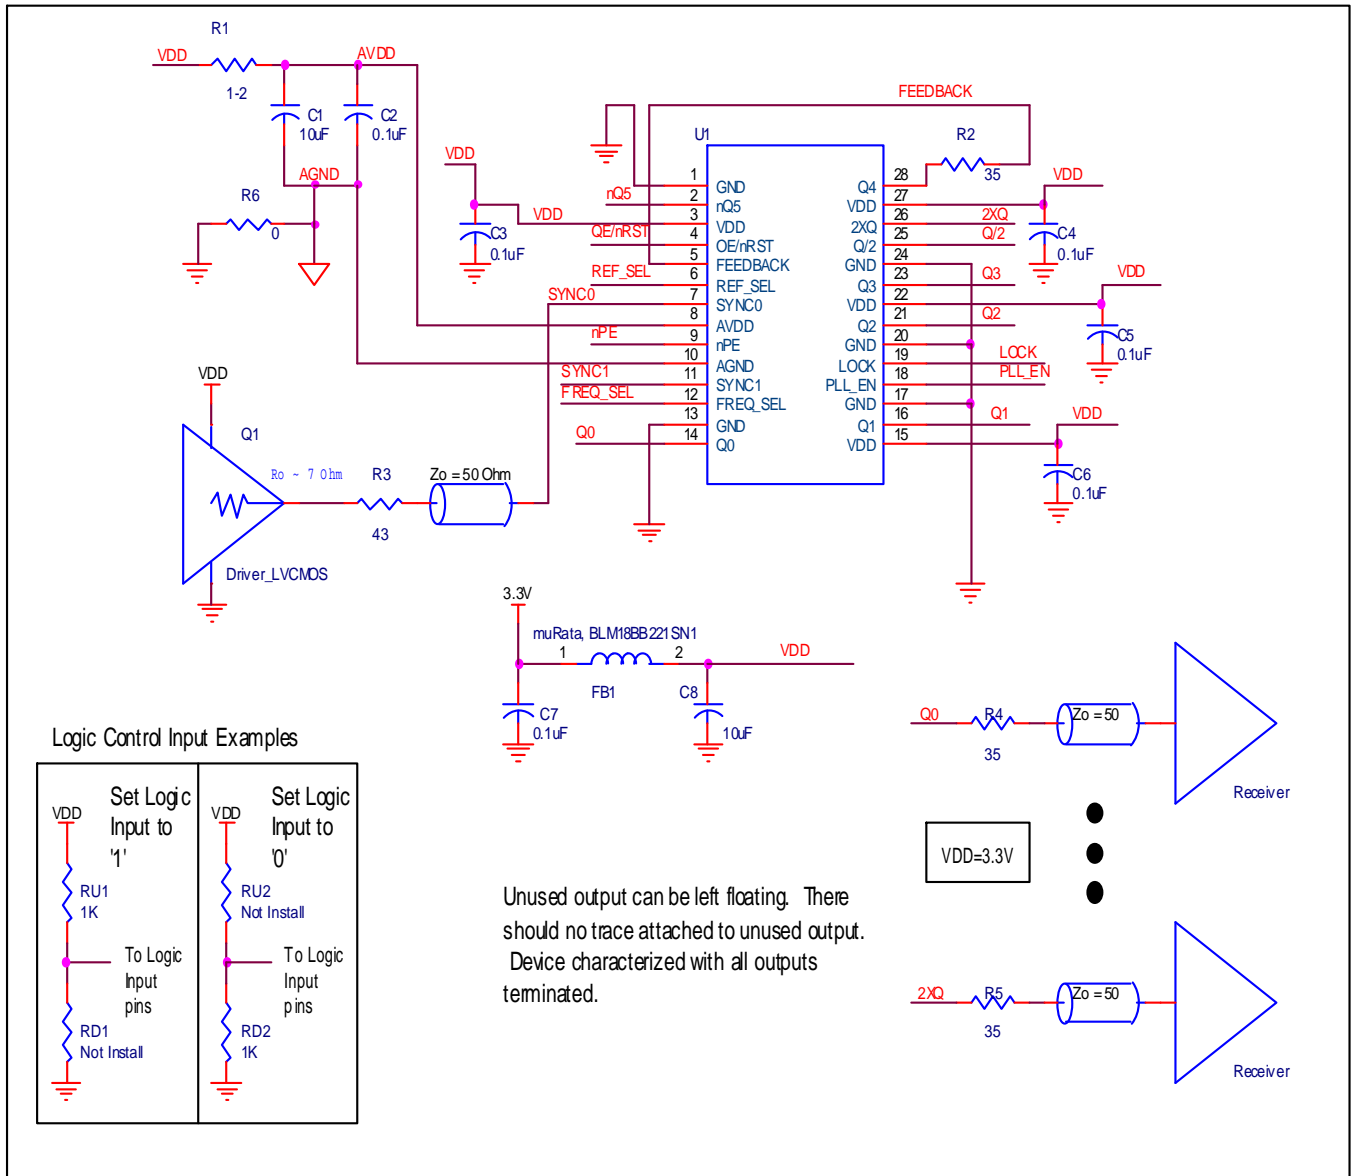 R1
VDD
AVDD
1-2
C1
10uF
C2
0.1uF
AGND
R6
0
VDD
C3
0.1uF
VDD
FEEDBACK
U1
R2
35
nQ5
QE/nRST
REF_SEL
SYNC0
nPE
SYNC1
FREQ_SEL
Q0
1 GND
2 nQ5
3 VDD
4 OE/nRST
5 FEEDBACK
6 REF_SEL
7 SYNC0
8 AVDD
9 nPE
10 AGND
11 SYNC1
12 FREQ_SEL
13 GND
14 Q0
Q4 28
VDD 27
2XQ 26
Q/2 25
GND 24
Q3 23
VDD 22
Q2 21
GND 20
LOCK 19
PLL_EN 18
GND 17
Q1 16
VDD 15
VDD
2XQ
Q/2
C4
0.1uF
Q3
VDD
Q2
C5
0.1uF
LOCK
PLL_EN
Q1
VDD
C6
0.1uF
VDD
Q1
Ro ~ 7 Ohm
R3
43
Zo = 50 Ohm
Driver_LVCMOS
3.3V
muRata, BLM18BB221SN1
1
2
VDD
FB1
C7
0.1uF
C8
10uF
Q0
R4
35
Zo = 50
Receiver
VDD=3.3V
2XQ
R5
35
Zo = 50
Receiver
Logic Control Input Examples
Set Logic
Input to
'1'
VDD
RU1
1K
To Logic
Input
pins
RD1
Not Install
Set Logic
Input to
'0'
VDD
RU2
Not Install
To Logic
Input
pins
RD2
1K
Unused output can be left floating. There
should no trace attached to unused output.
Device characterized with all outputs
terminated.